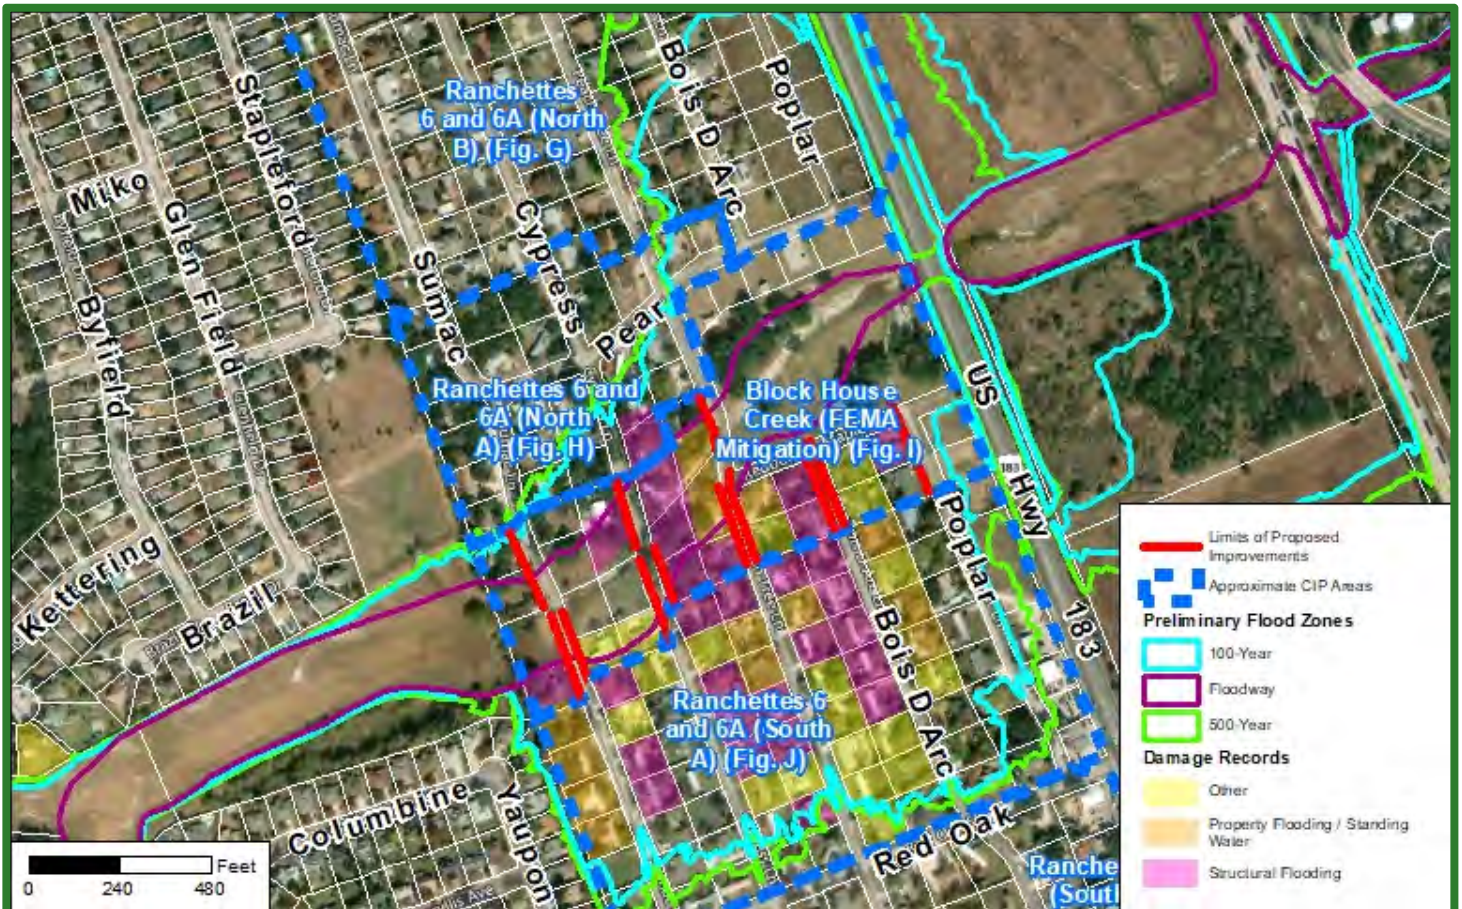 Ranchettes
6 and 6A (North
B) (Fig. G)
Bois D Arc
Poplar
Stapleford
Miko
Glen Field
Byfield
Cypress
Sumac
Pear
Ranchettes 6 and
6A (North
A) (Fig. H)
Block House
Creek (FEMA
Mitigation) (Fig. I)
US
Hwy
183
183
Poplar
Kettering
Brazil
Bois D Arc
Ranchettes 6
and 6A (South
A) (Fig. J)
Columbine
Yaupon
Red Oak
Ranche
(South
Feet
0 240 480
Limits of Proposed
Improvements
Approximate CIP Areas
Preliminary Flood Zones
100-Year
Floodway
500-Year
Damage Records
Other
Property Flooding / Standing
Water
Structural Flooding